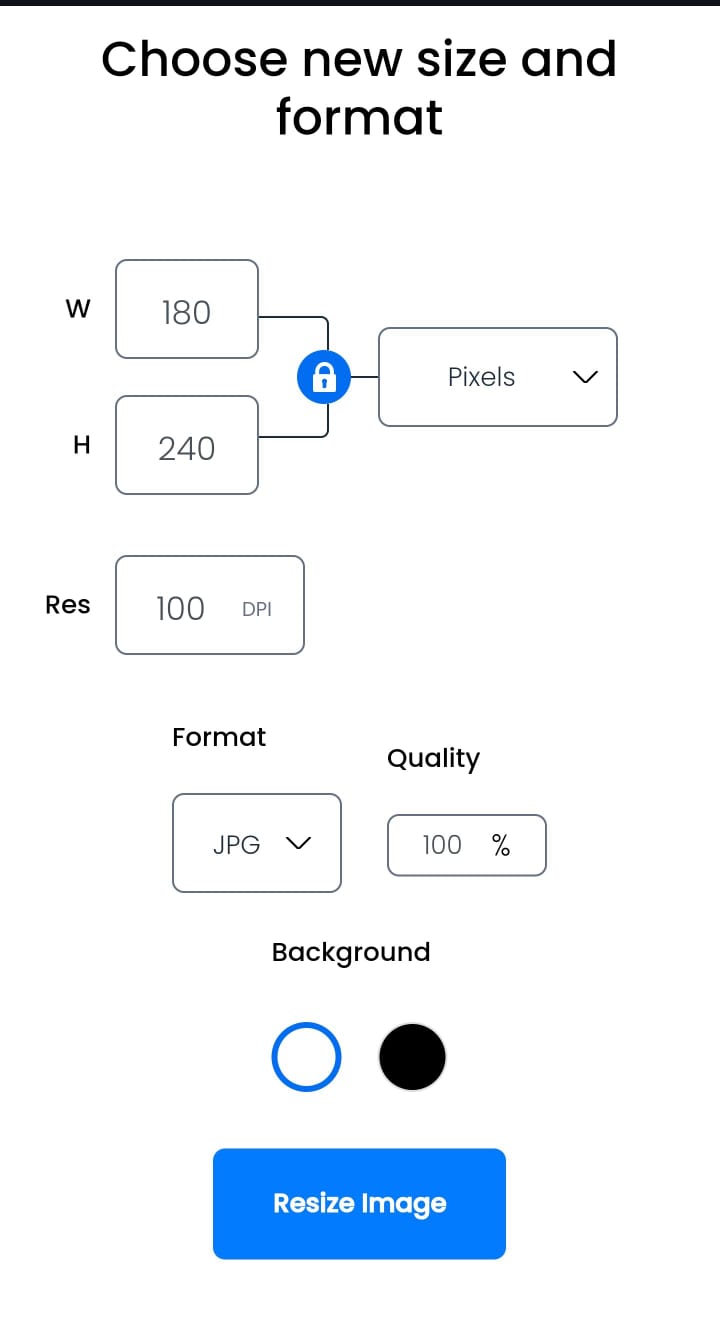 Choose new size and
format
W
180
Pixels
H
240
Res
100 DPI
Format
Quality
JPG
100 %
Background
Resize Image